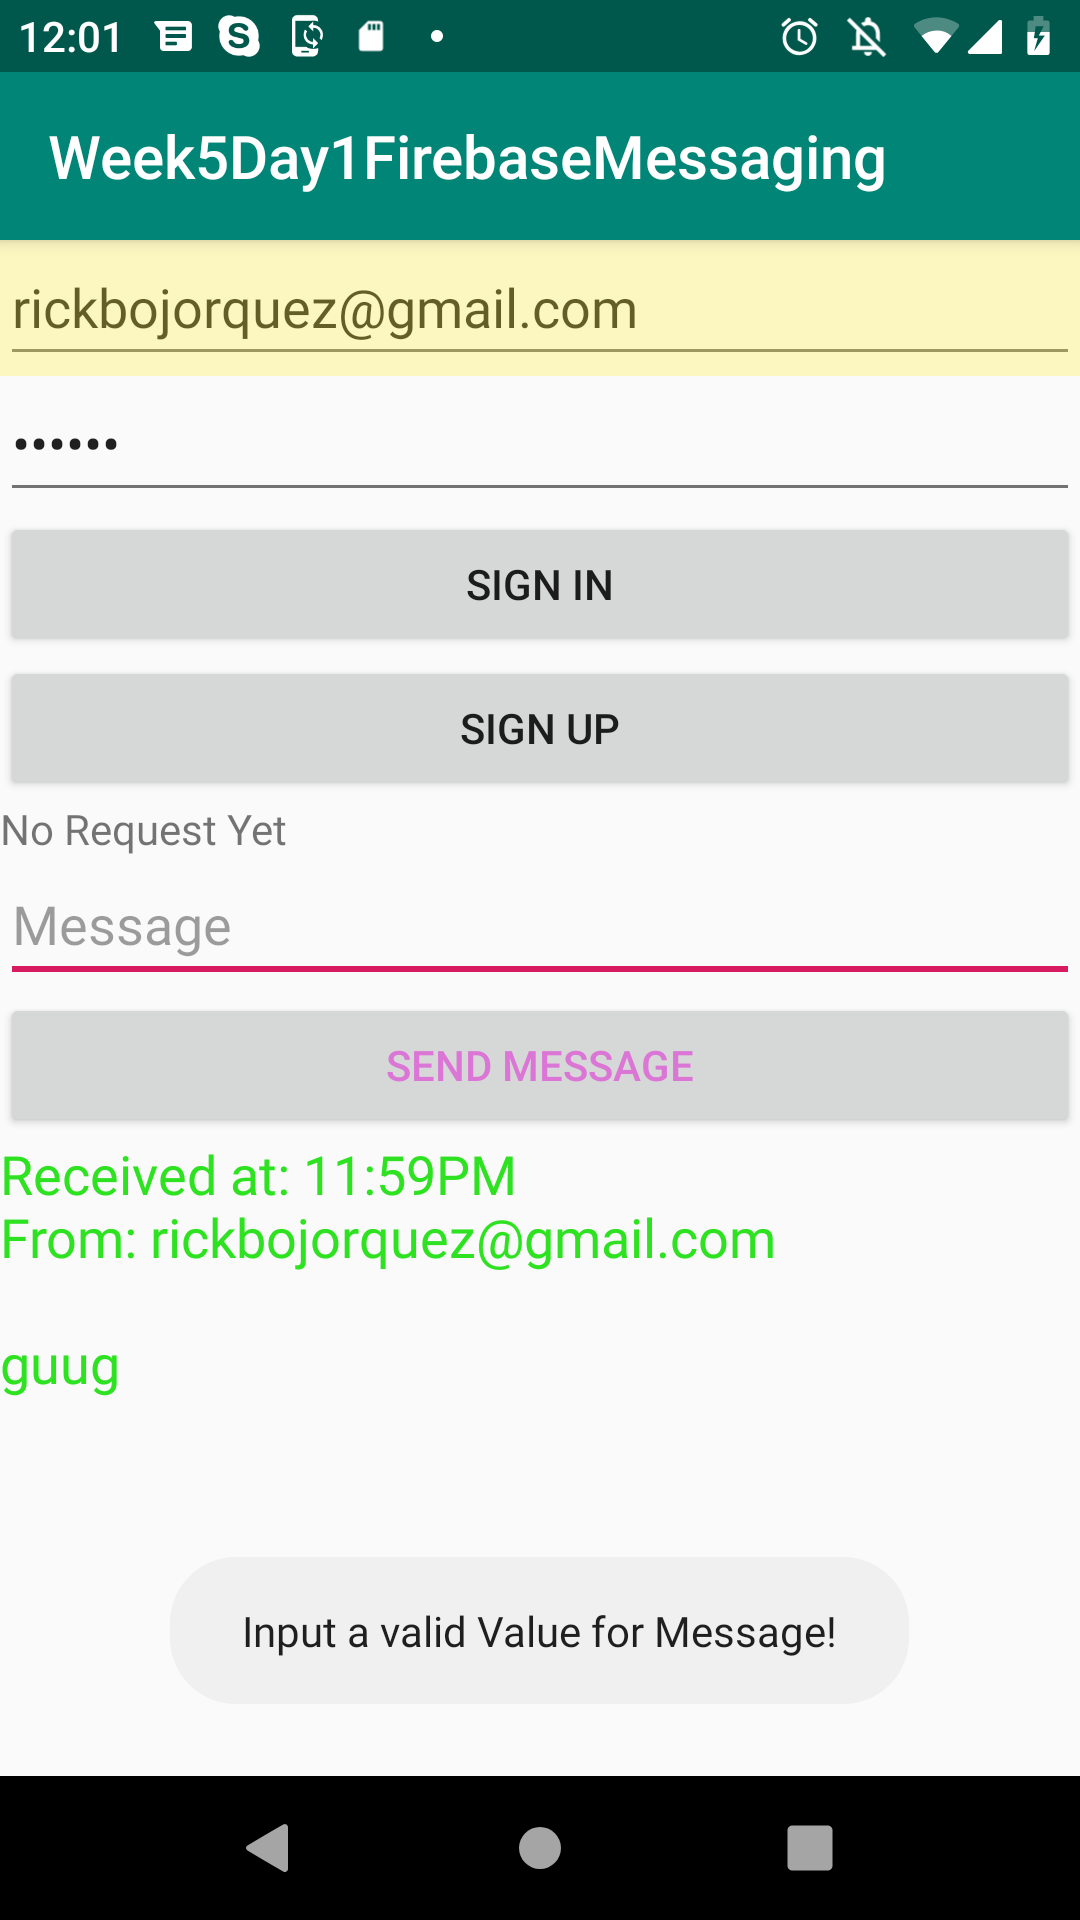 12:01
Week5Day1FirebaseMessaging
rickbojorquez@gmail.com
••••••
SIGN IN
SIGN UP
No Request Yet
Message
SEND MESSAGE
Received at: 11:59PM
From: rickbojorquez@gmail.com
guug
Input a valid Value for Message!